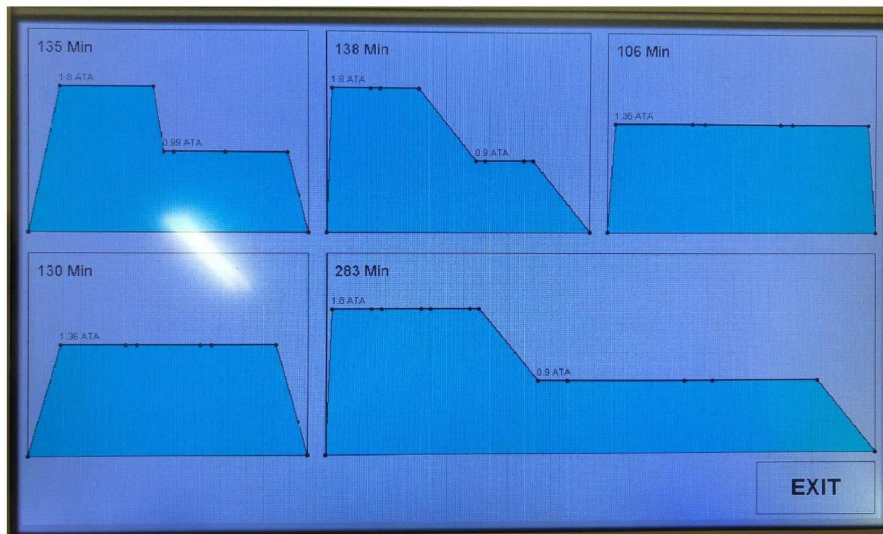 135 Min
1.8 ATA
0.99 ATA
138 Min
1.8 ATA
0.9 ATA
106 Min
1.36 ATA
130 Min
1.36 ATA
283 Min
1.8 ATA
0.9 ATA
EXIT